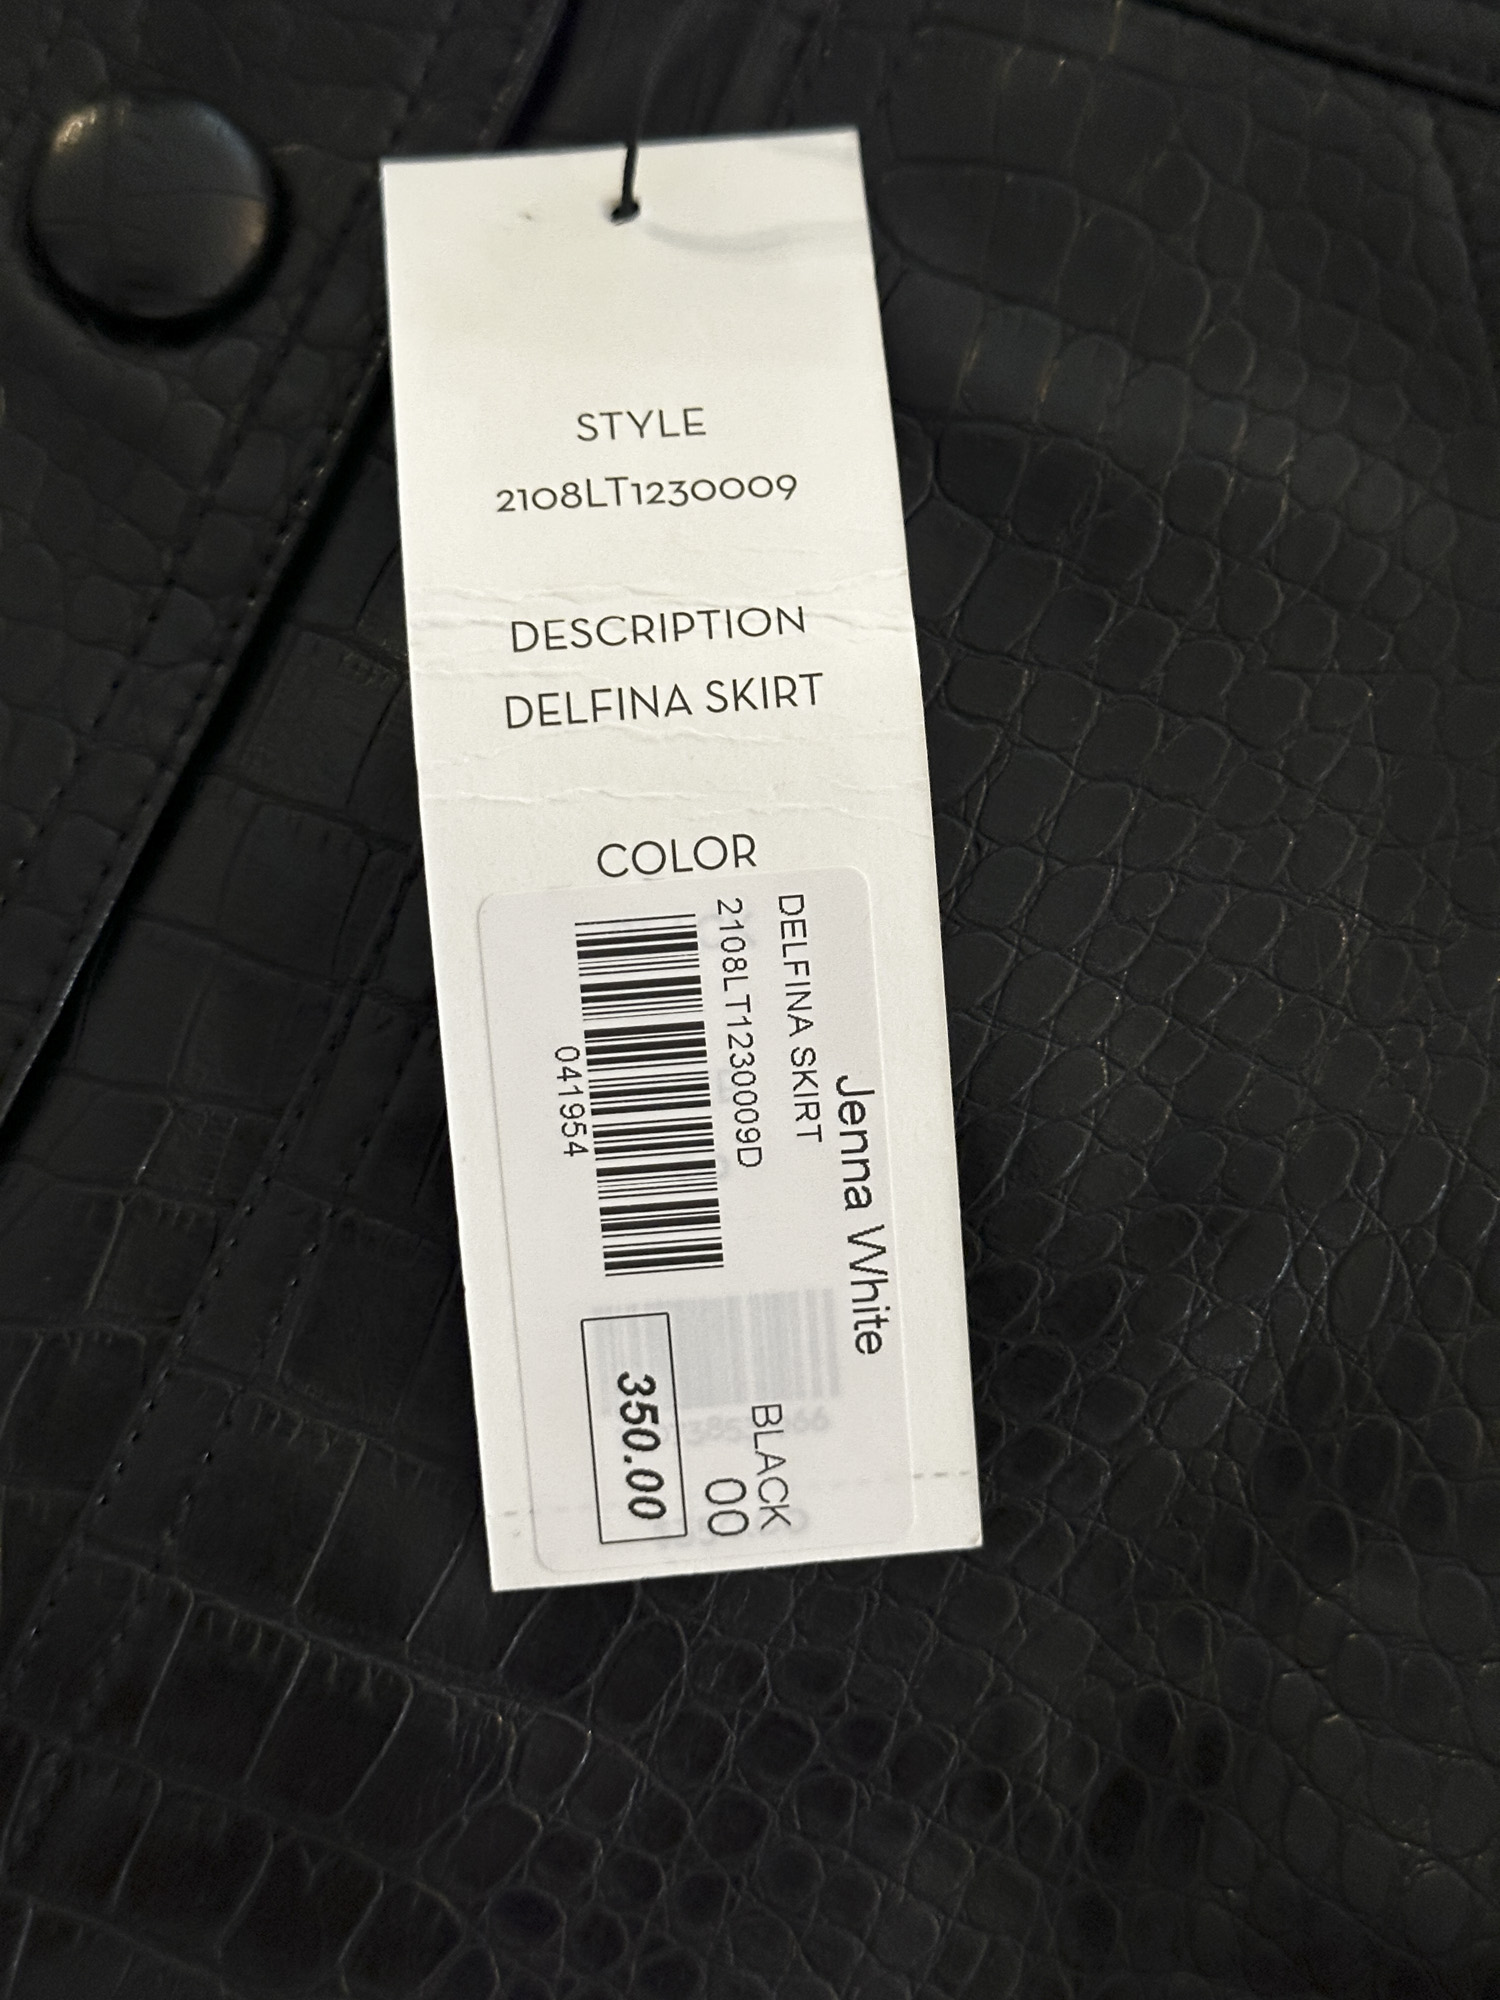 STYLE
2108LT1230009
DESCRIPTION
DELFINA SKIRT
COLOR
Jenna White
DELFINA SKIRT
2108LT1230009D
BLACK
00
041954
350.00